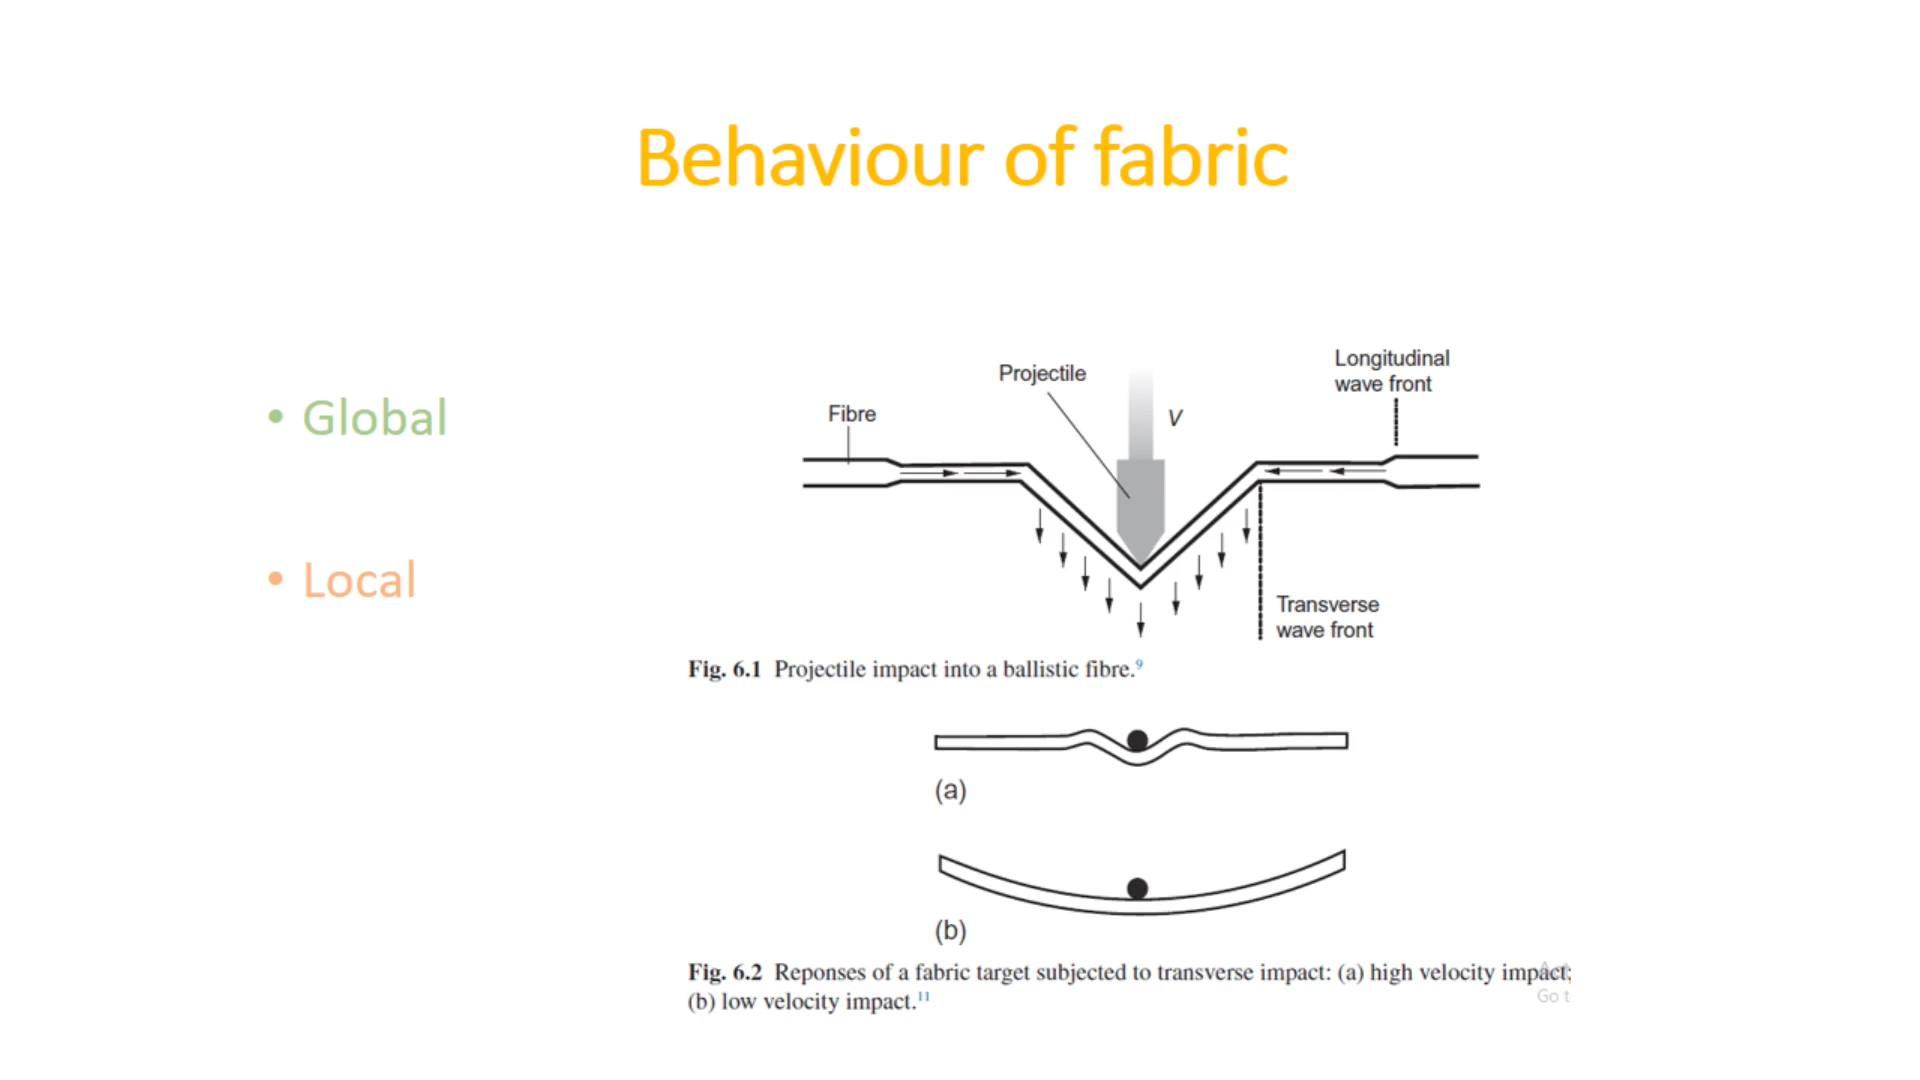 Behaviour of fabric
• Global
• Local
Projectile
Fibre
V
Longitudinal
wave front
Transverse
wave front
Fig. 6.1 Projectile impact into a ballistic fibre.9
(a)
(b)
Fig. 6.2 Reponses of a fabric target subjected to transverse impact: (a) high velocity impact;
(b) low velocity impact.11
Go t